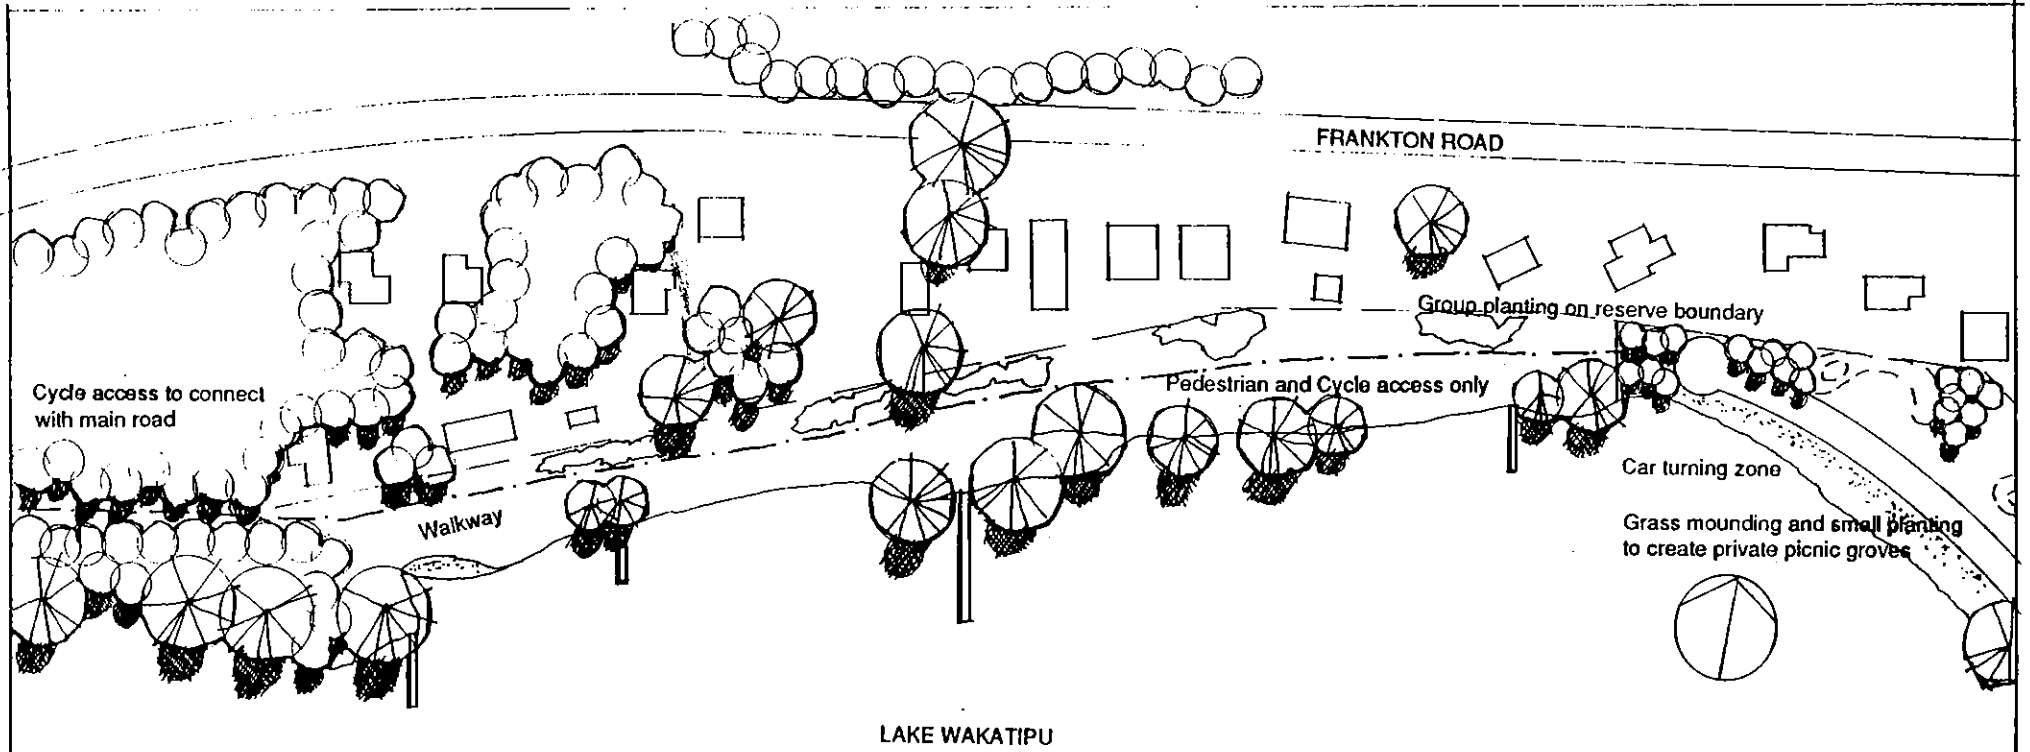 FRANKTON ROAD
Group planting on reserve boundary
Pedestrian and Cycle access only
Cycle access to connect
with main road
Car turning zone
Walkway
Grass mounding and small planting
to create private picnic groves
LAKE WAKATIPU